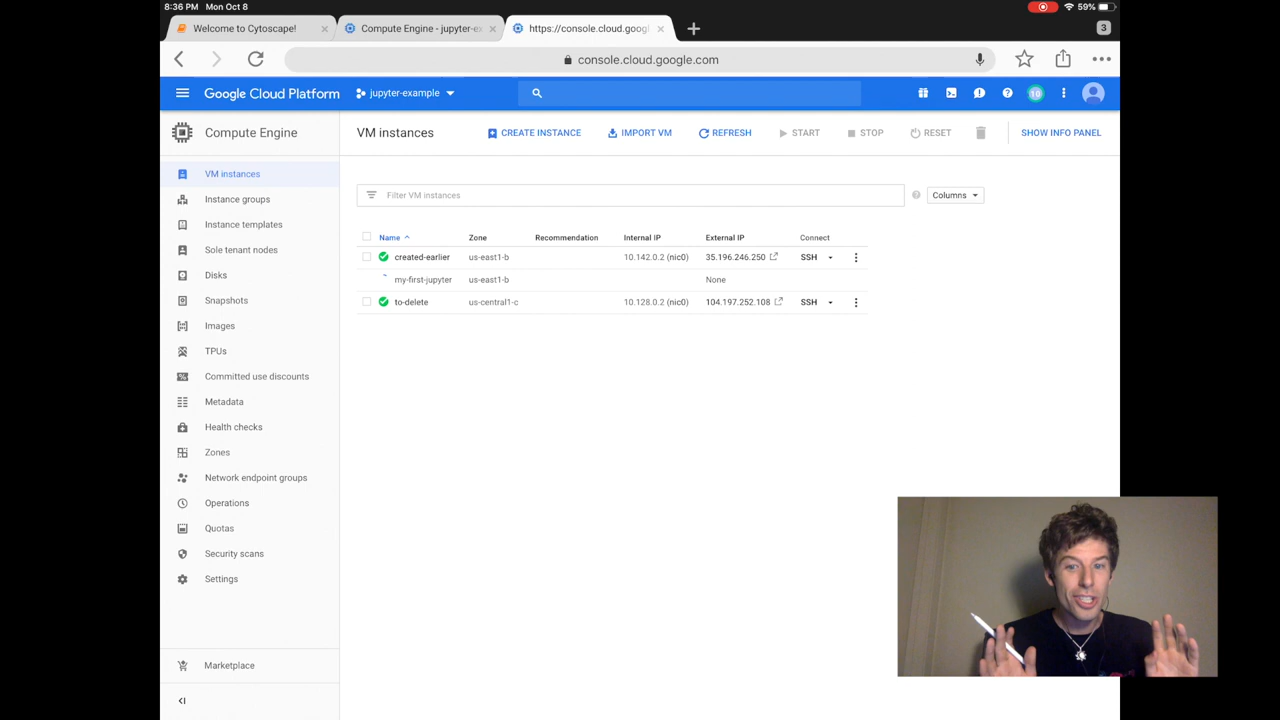 8:36 PM Mon Oct 8
59%
Welcome to Cytoscape!
Compute Engine - jupyter-ex
https://console.cloud.googl
3
console.cloud.google.com
Google Cloud Platform
jupyter-example
10
Compute Engine
VM instances
CREATE INSTANCE
IMPORT VM
REFRESH
START
STOP
RESET
SHOW INFO PANEL
VM instances
Instance groups
Instance templates
Sole tenant nodes
Disks
Snapshots
Images
TPUs
Committed use discounts
Metadata
Health checks
Zones
Network endpoint groups
Operations
Quotas
Security scans
Settings
Marketplace
Filter VM instances
Columns
Name Zone Recommendation Internal IP External IP Connect
created-earlier us-east1-b 10.142.0.2 (nic0) 35.196.246.250 SSH
my-first-jupyter us-east1-b None
to-delete us-central1-c 10.128.0.2 (nic0) 104.197.252.108 SSH